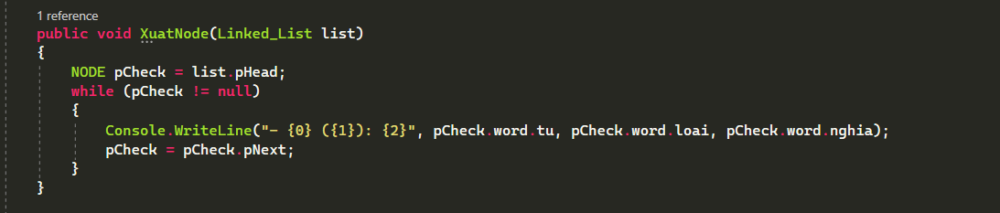 1 reference
public void XuatNode(Linked_List list)
{
    NODE pCheck = list.pHead;
    while (pCheck != null)
    {
        Console.WriteLine("- {0} ({1}): {2}", pCheck.word.tu, pCheck.word.loai, pCheck.word.nghia);
        pCheck = pCheck.pNext;
    }
}